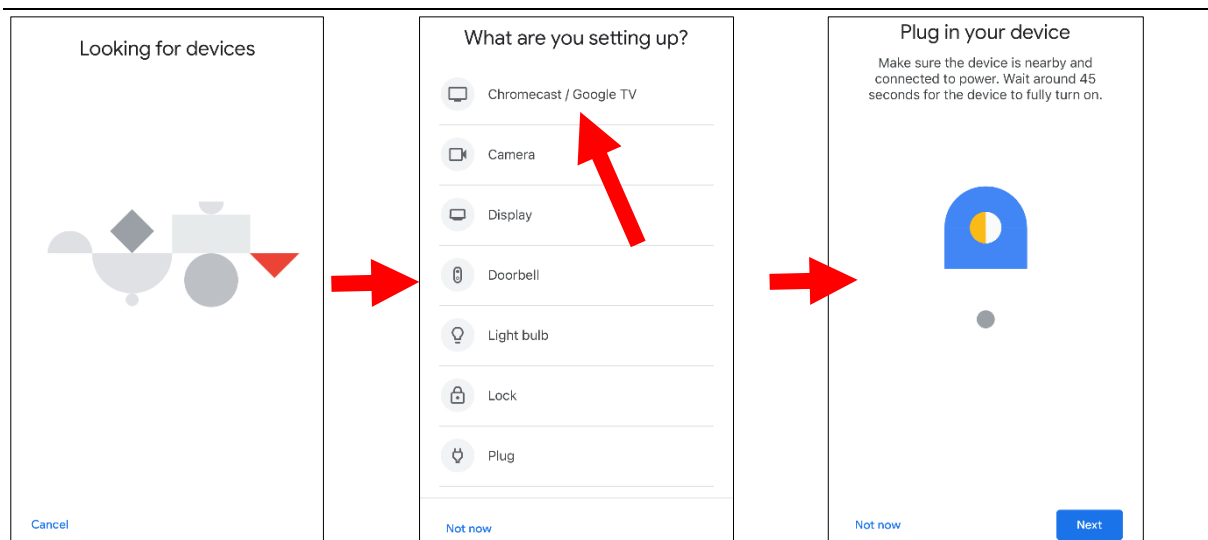 Looking for devices
Cancel
What are you setting up?
Chromecast / Google TV
Camera
Display
Doorbell
Light bulb
Lock
Plug
Not now
Plug in your device
Make sure the device is nearby and
connected to power. Wait around 45
seconds for the device to fully turn on.
Not now
Next